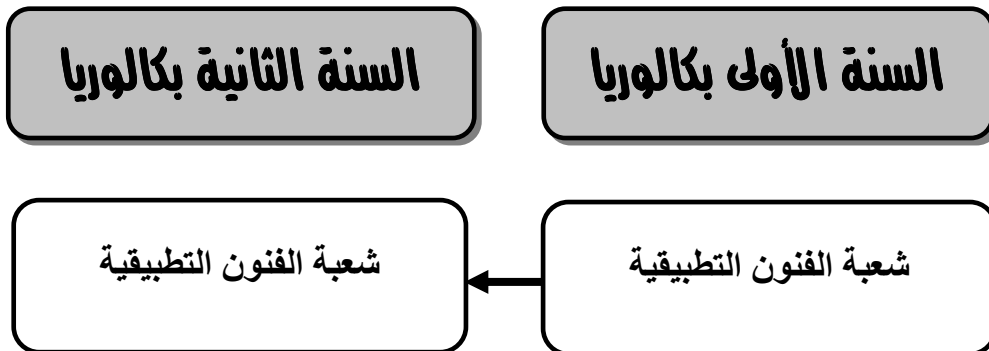 السنة الأولى بكالوريا
السنة الثانية بكالوريا
شعبة الفنون التطبيقية
شعبة الفنون التطبيقية